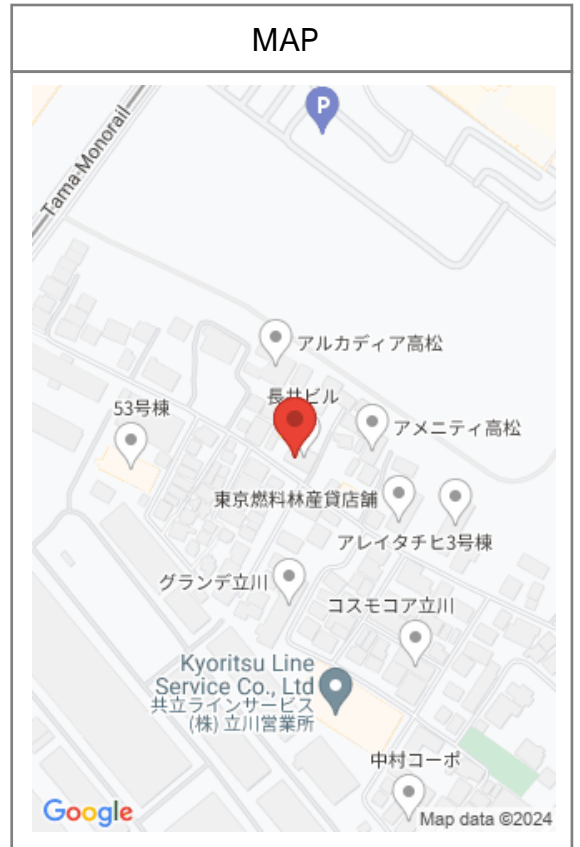 MAP
P
Tama-Monorail
アルカディア高松
長井ビル
53号棟
アメニティ高松
東京燃料林産貸店舗
アレイタチヒ3号棟
グランデ立川
コスモコア立川
Kyoritsu Line
Service Co., Ltd
共立ラインサービス
(株) 立川営業所
中村コーポ
Google
Map data ©2024